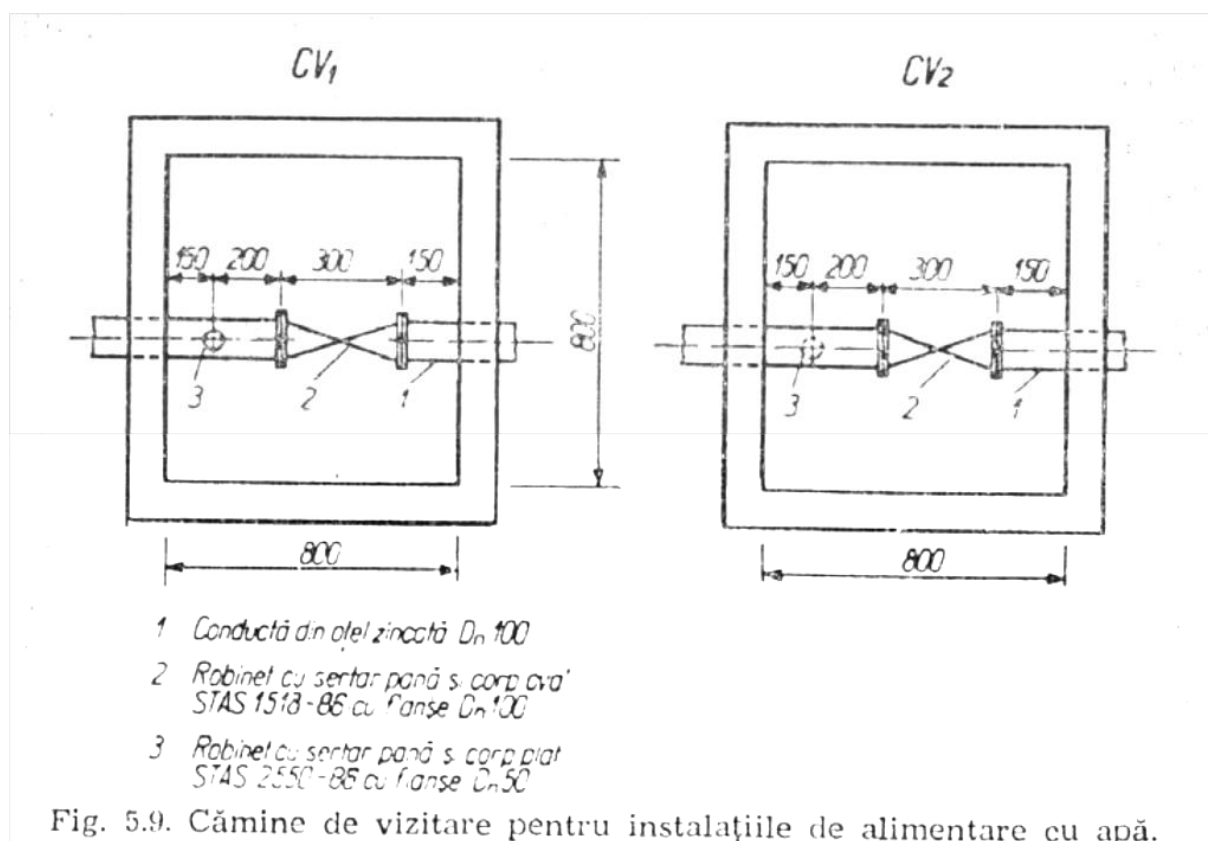 CV1
CV2
150 200 300 150
150 200 300 150
800
3 2 1
3 2 1
800
800
1 Conductă din oțel zincată Dn 100
2 Robinet cu sertar pană și corp oval
STAS 1518-86 cu flanșe Dn 100
3 Robinet cu sertar pană și corp plat
STAS 2550-86 cu flanșe Dn 50
Fig. 5.9. Cămine de vizitare pentru instalațiile de alimentare cu apă.